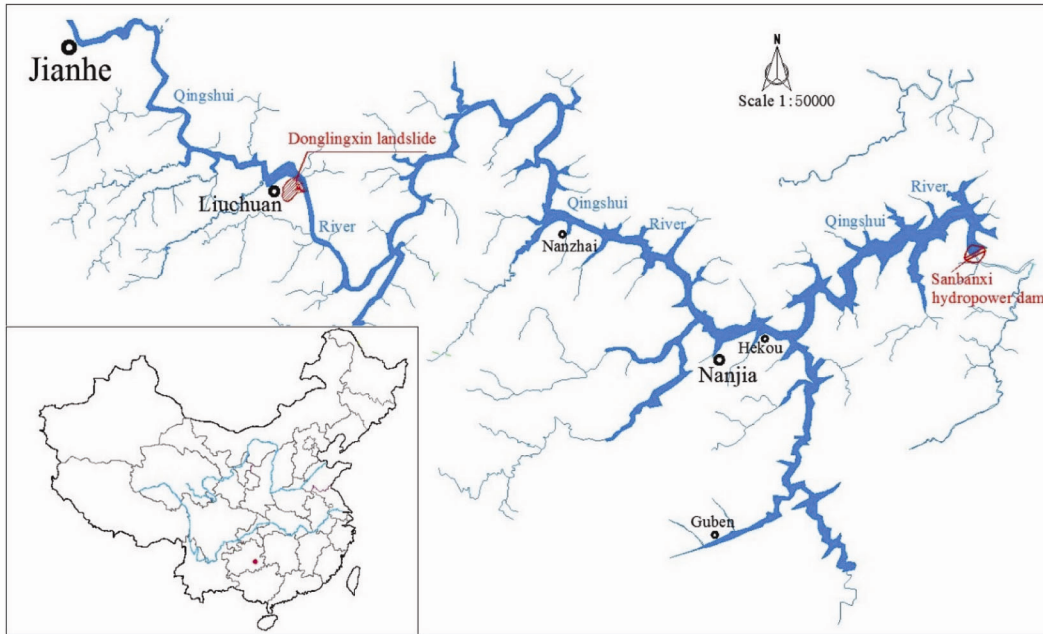 Jianhe
Qingshui
Donglingxin landslide
Liuchuan
River
N
Scale 1:50000
Qingshui
River
Nanzhai
Qingshui
River
Sanbanxi
hydropower dam
Hekou
Nanjia
Guben